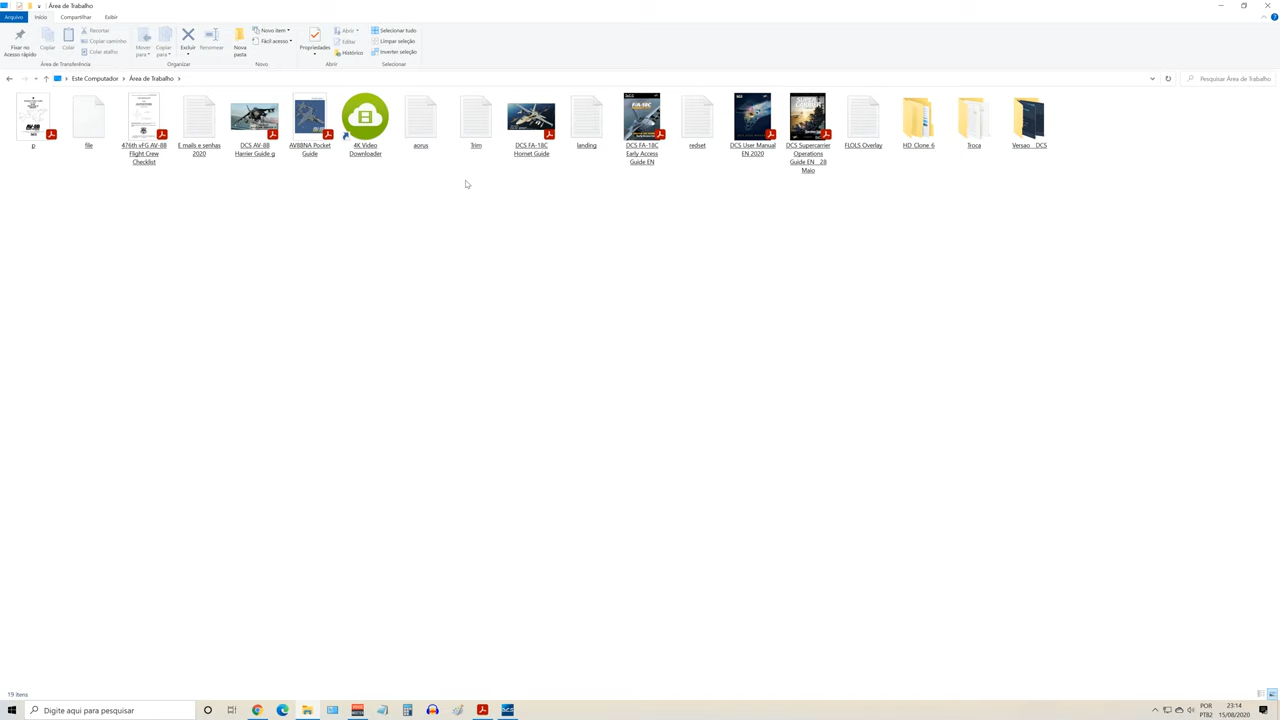 Área de Trabalho
Arquivo
Início
Compartilhar
Exibir
Fixar no
Acesso rápido
Copiar
Colar
Recortar
Copiar caminho
Colar atalho
Área de Transferência
Mover
para
Copiar
para
Excluir
Renomear
Organizar
Nova
pasta
Novo item
Fácil acesso
Novo
Propriedades
Abrir
Editar
Histórico
Abrir
Selecionar tudo
Limpar seleção
Inverter seleção
Selecionar
Este Computador
Área de Trabalho
Pesquisar Área de Trabalho
p
file
476th vFG AV-8B
Flight Crew
Checklist
E mails e senhas
2020
DCS AV-8B
Harrier Guide g
AV88NA Pocket
Guide
4K Video
Downloader
aorus
Trim
DCS FA-18C
Hornet Guide
landing
DCS FA-18C
Early Access
Guide EN
redset
DCS User Manual
EN 2020
DCS Supercarrier
Operations
Guide EN _ 28
Maio
FLOLS Overlay
HD_Clone_6
Troca
Versao _ DCS
19 itens
Digite aqui para pesquisar
POR
PTB2
23:14
15/08/2020